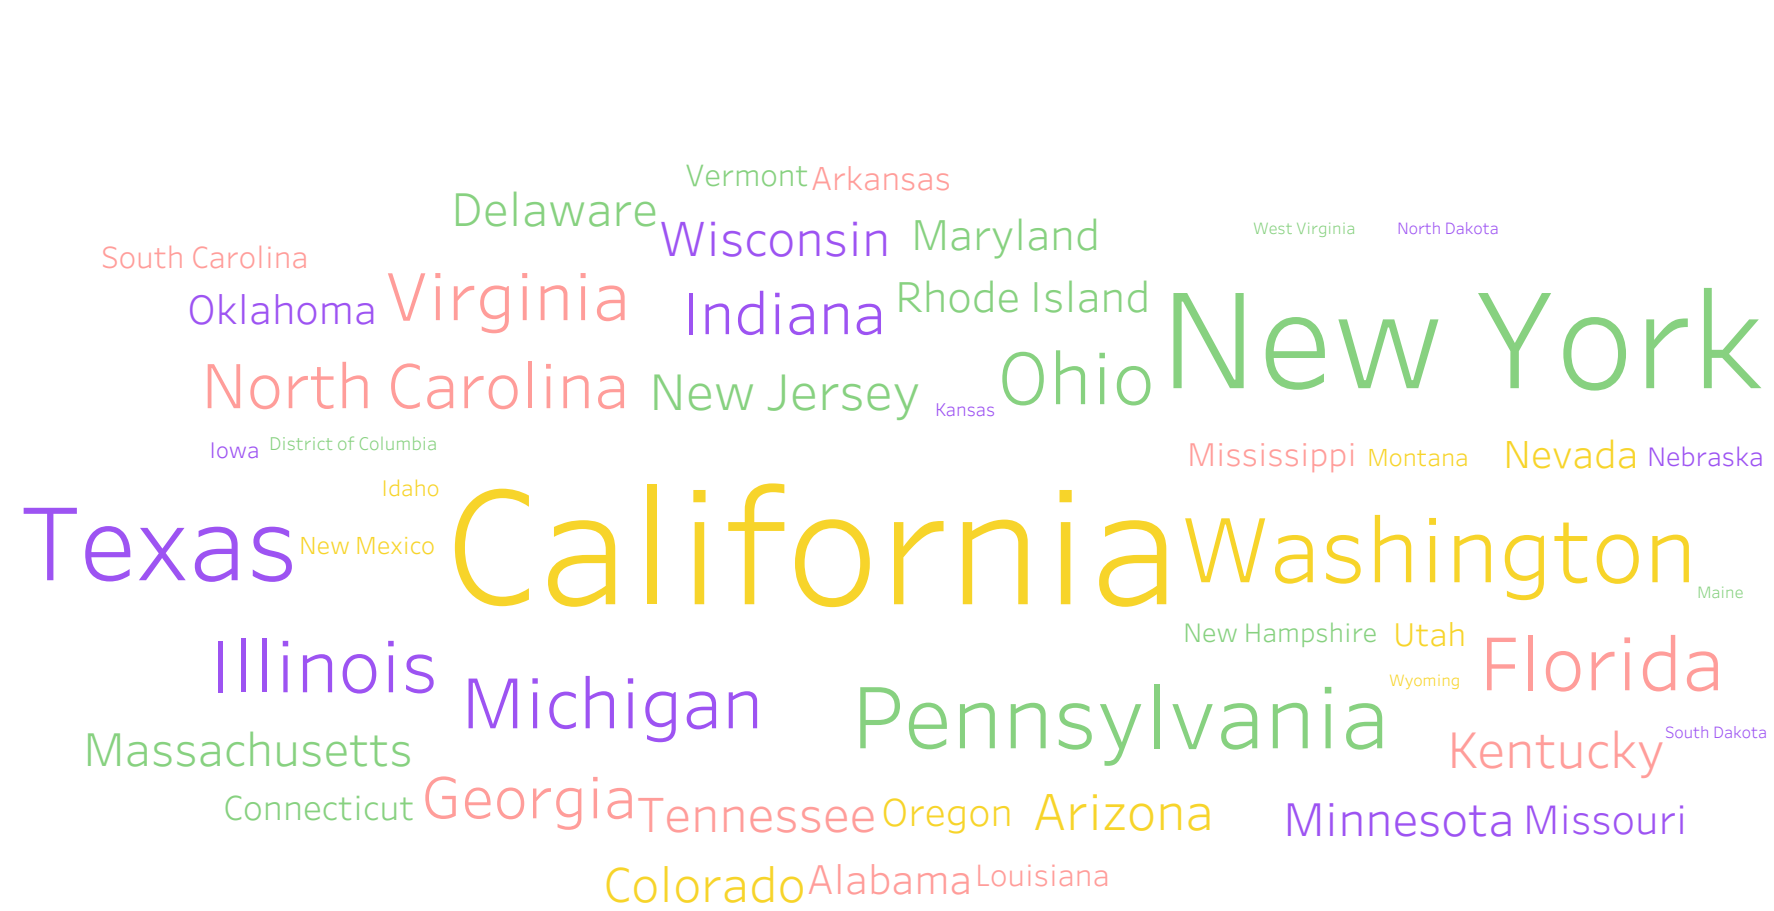 Vermont Arkansas
Delaware
Wisconsin
Maryland
West Virginia
North Dakota
South Carolina
Oklahoma
Virginia
Indiana
Rhode Island
New York
North Carolina
New Jersey
Kansas
Ohio
Iowa
District of Columbia
Mississippi
Montana
Nevada
Nebraska
Idaho
Texas
New Mexico
California
Washington
Maine
New Hampshire
Utah
Florida
Wyoming
Illinois
Michigan
Pennsylvania
South Dakota
Massachusetts
Kentucky
Connecticut
Georgia
Tennessee
Oregon
Arizona
Minnesota
Missouri
Colorado
Alabama
Louisiana